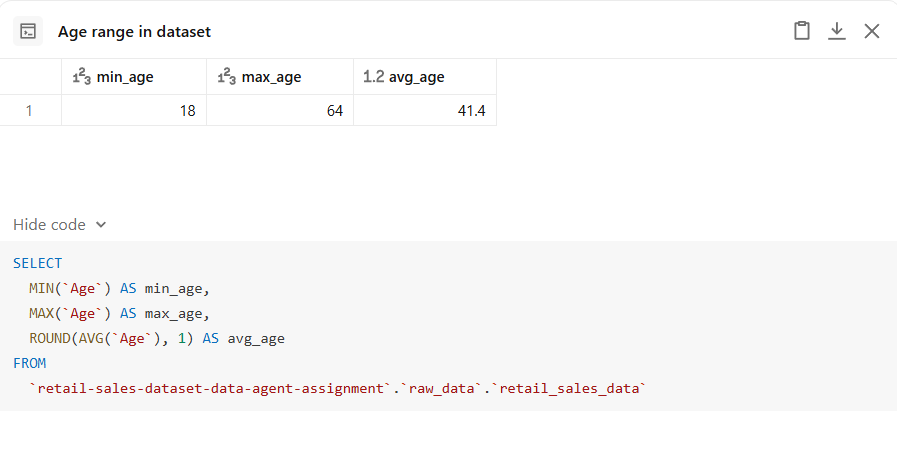 Age range in dataset
123 min_age 123 max_age 1.2 avg_age
1 18 64 41.4
Hide code
SELECT
MIN(`Age`) AS min_age,
MAX(`Age`) AS max_age,
ROUND(AVG(`Age`), 1) AS avg_age
FROM
`retail-sales-dataset-data-agent-assignment`.`raw_data`.`retail_sales_data`